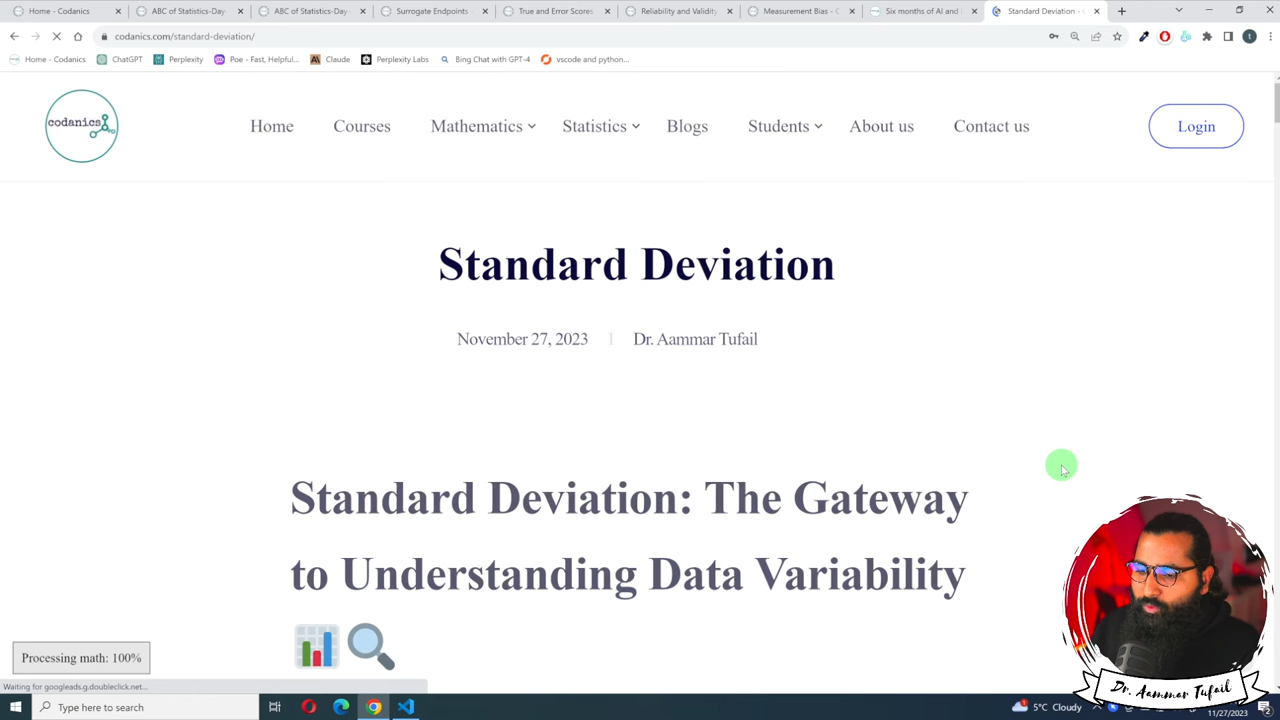 Home - Codanics
ABC of Statistics-Day-
ABC of Statistics-Day-
Surrogate Endpoints -
True and Error Scores
Reliability and Validity
Measurement Bias - C
Six months of AI and
Standard Deviation -
codanics.com/standard-deviation/
Home - Codanics
ChatGPT
Perplexity
Poe - Fast, Helpful...
Claude
Perplexity Labs
Bing Chat with GPT-4
vscode and python...
codanics
Home
Courses
Mathematics
Statistics
Blogs
Students
About us
Contact us
Login
Standard Deviation
November 27, 2023
Dr. Aammar Tufail
Standard Deviation: The Gateway
to Understanding Data Variability
Processing math: 100%
Waiting for googleads.g.doubleclick.net...
Dr. Aammar Tufail
Type here to search
5°C Cloudy
11/27/2023